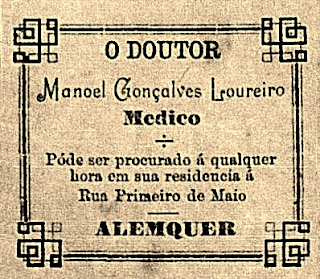 O DOUTOR
Manoel Gonçalves Loureiro
Medico
Póde ser procurado á qualquer
hora em sua residencia á
Rua Primeiro de Maio
ALEMQUER